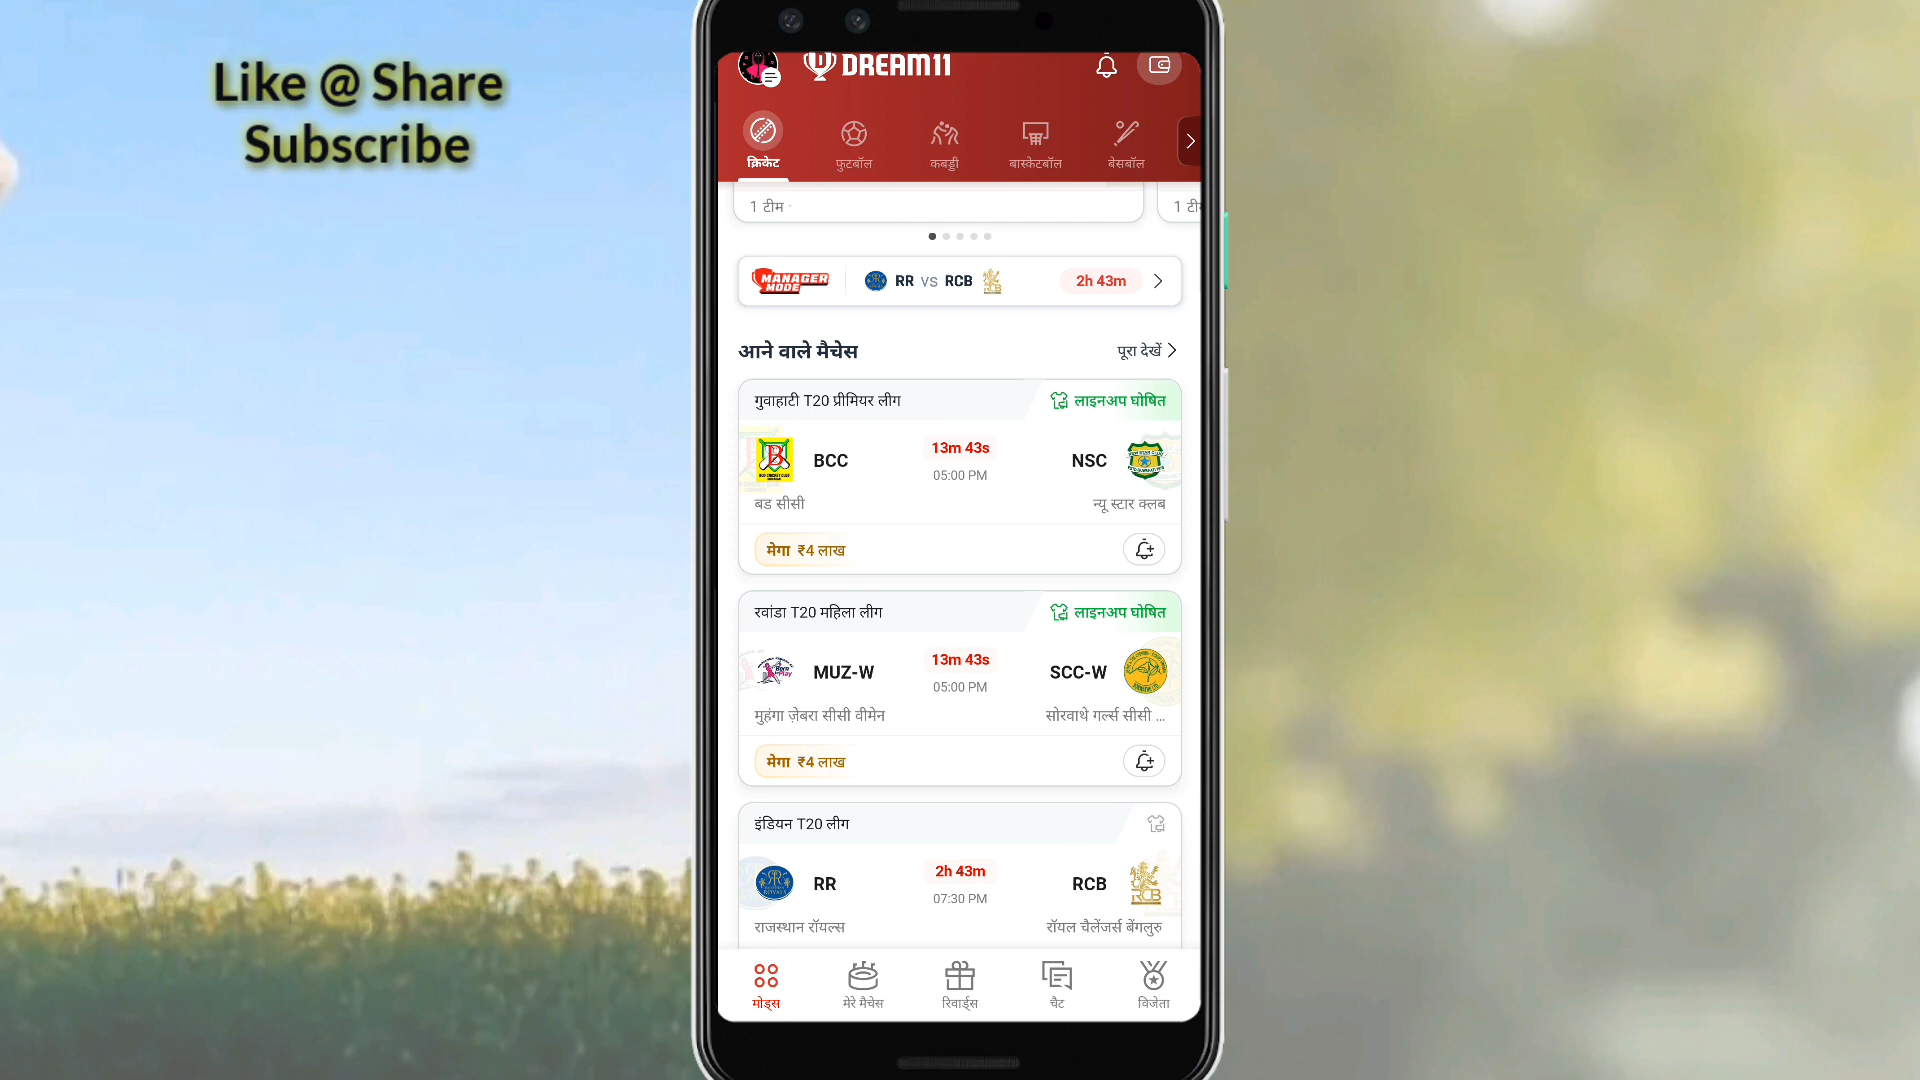 Like @ Share
Subscribe
DREAM11
क्रिकेट फुटबॉल कबड्डी बास्केटबॉल बेसबॉल
1 टीम
MANAGER MODE RR vs RCB 2h 43m
आने वाले मैचेस पूरा देखें
गुवाहाटी T20 प्रीमियर लीग लाइनअप घोषित
BCC 13m 43s NSC
05:00 PM
बड सीसी न्यू स्टार क्लब
मेगा ₹4 लाख
रवांडा T20 महिला लीग लाइनअप घोषित
MUZ-W 13m 43s SCC-W
05:00 PM
मुहंगा ज़ेबरा सीसी वीमेन सोरवाथे गर्ल्स सीसी ...
मेगा ₹4 लाख
इंडियन T20 लीग
RR 2h 43m RCB
07:30 PM
राजस्थान रॉयल्स रॉयल चैलेंजर्स बेंगलुरु
मोड्स मेरे मैचेस रिवार्ड्स चैट विजेता